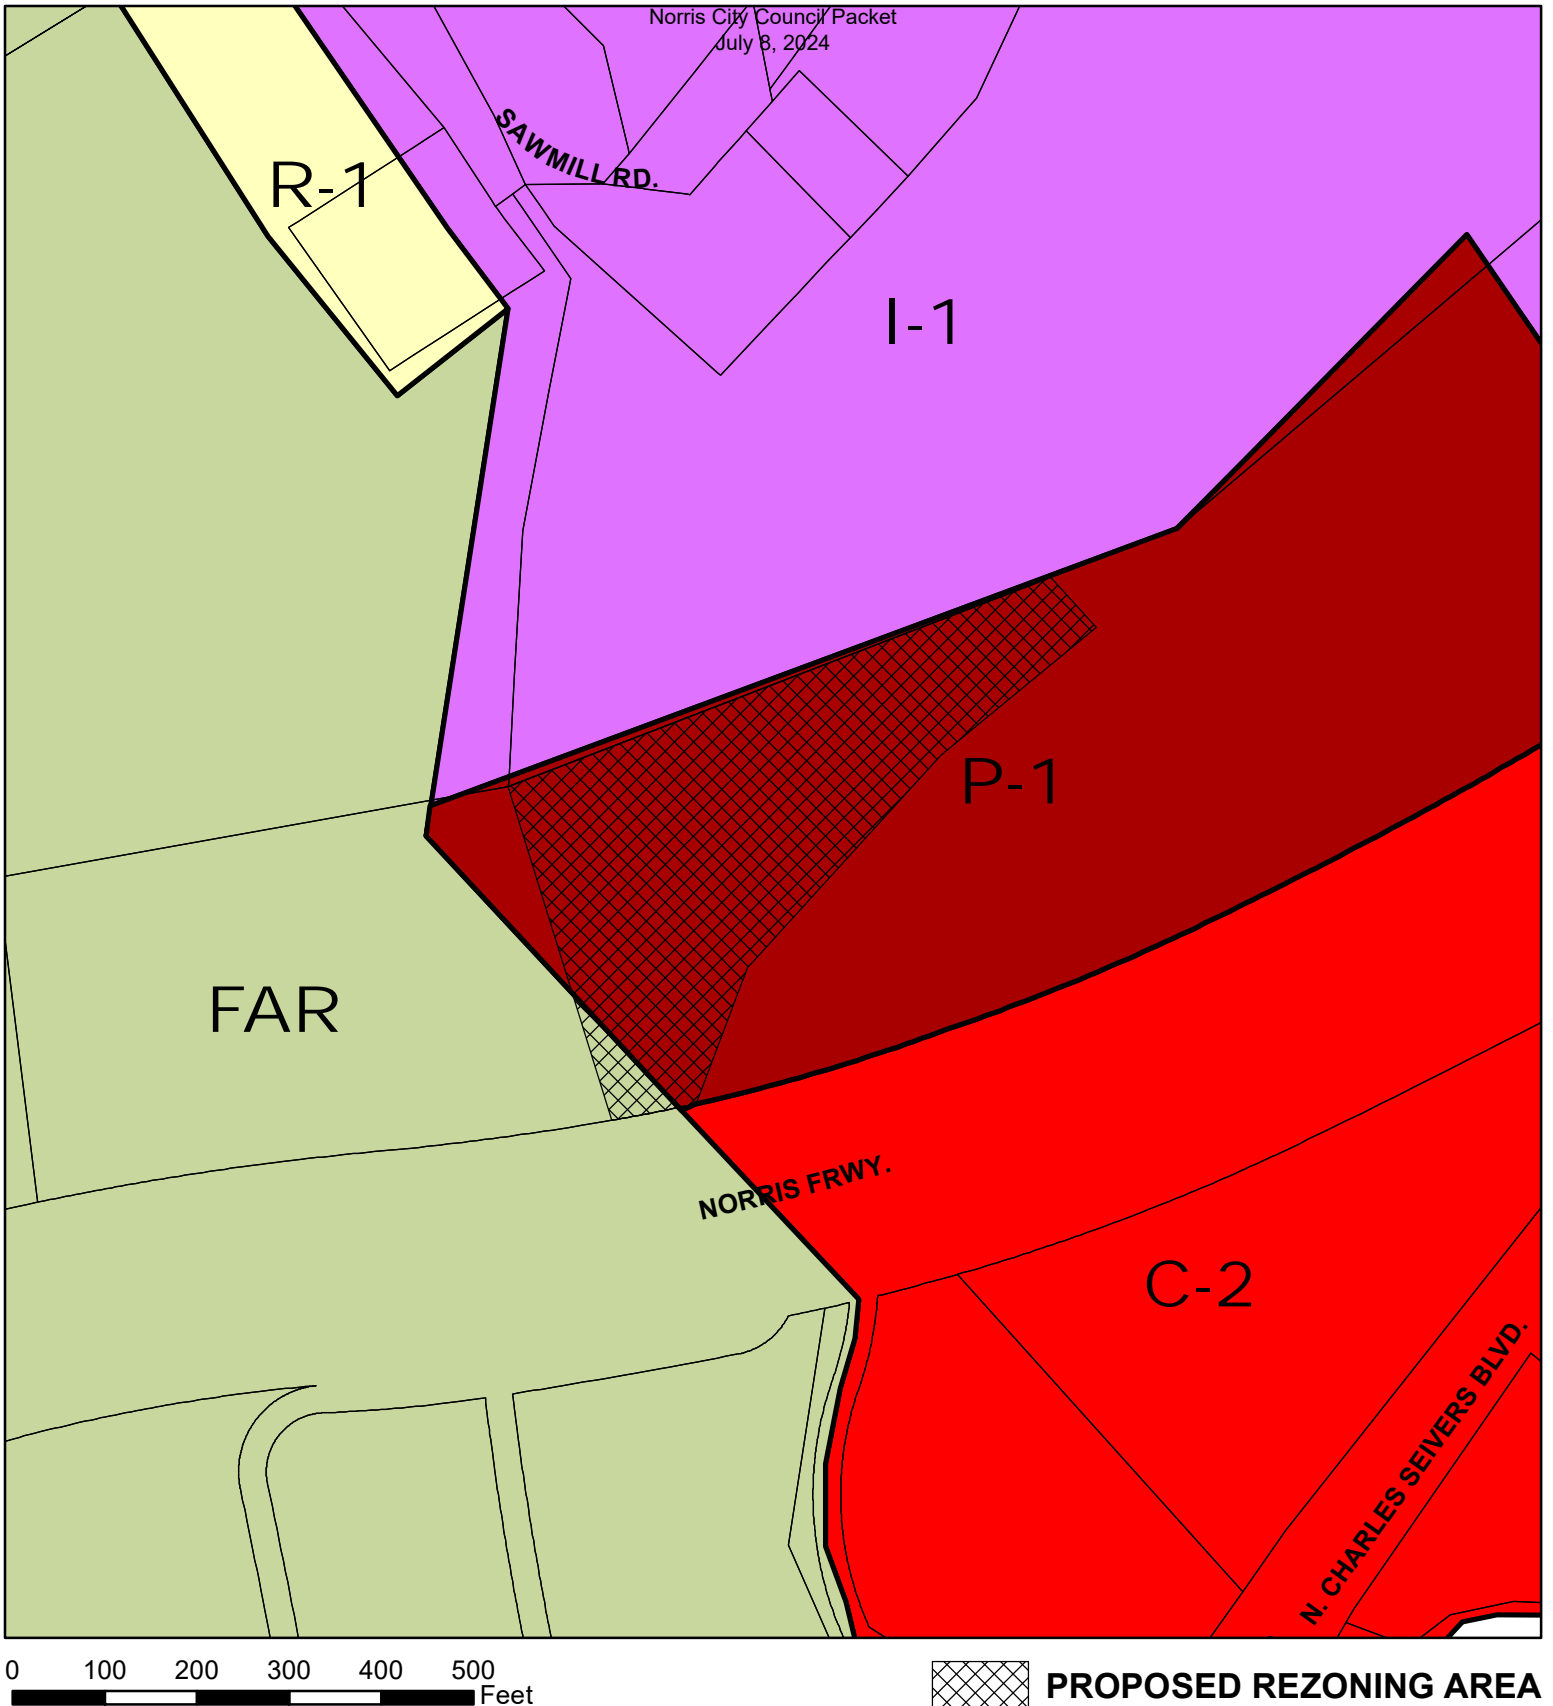 Norris City Council Packet
July 8, 2024
SAWMILL RD.
R-1
I-1
P-1
FAR
NORRIS FRWY.
C-2
N. CHARLES SEIVERS BLVD.
0 100 200 300 400 500
Feet
PROPOSED REZONING AREA